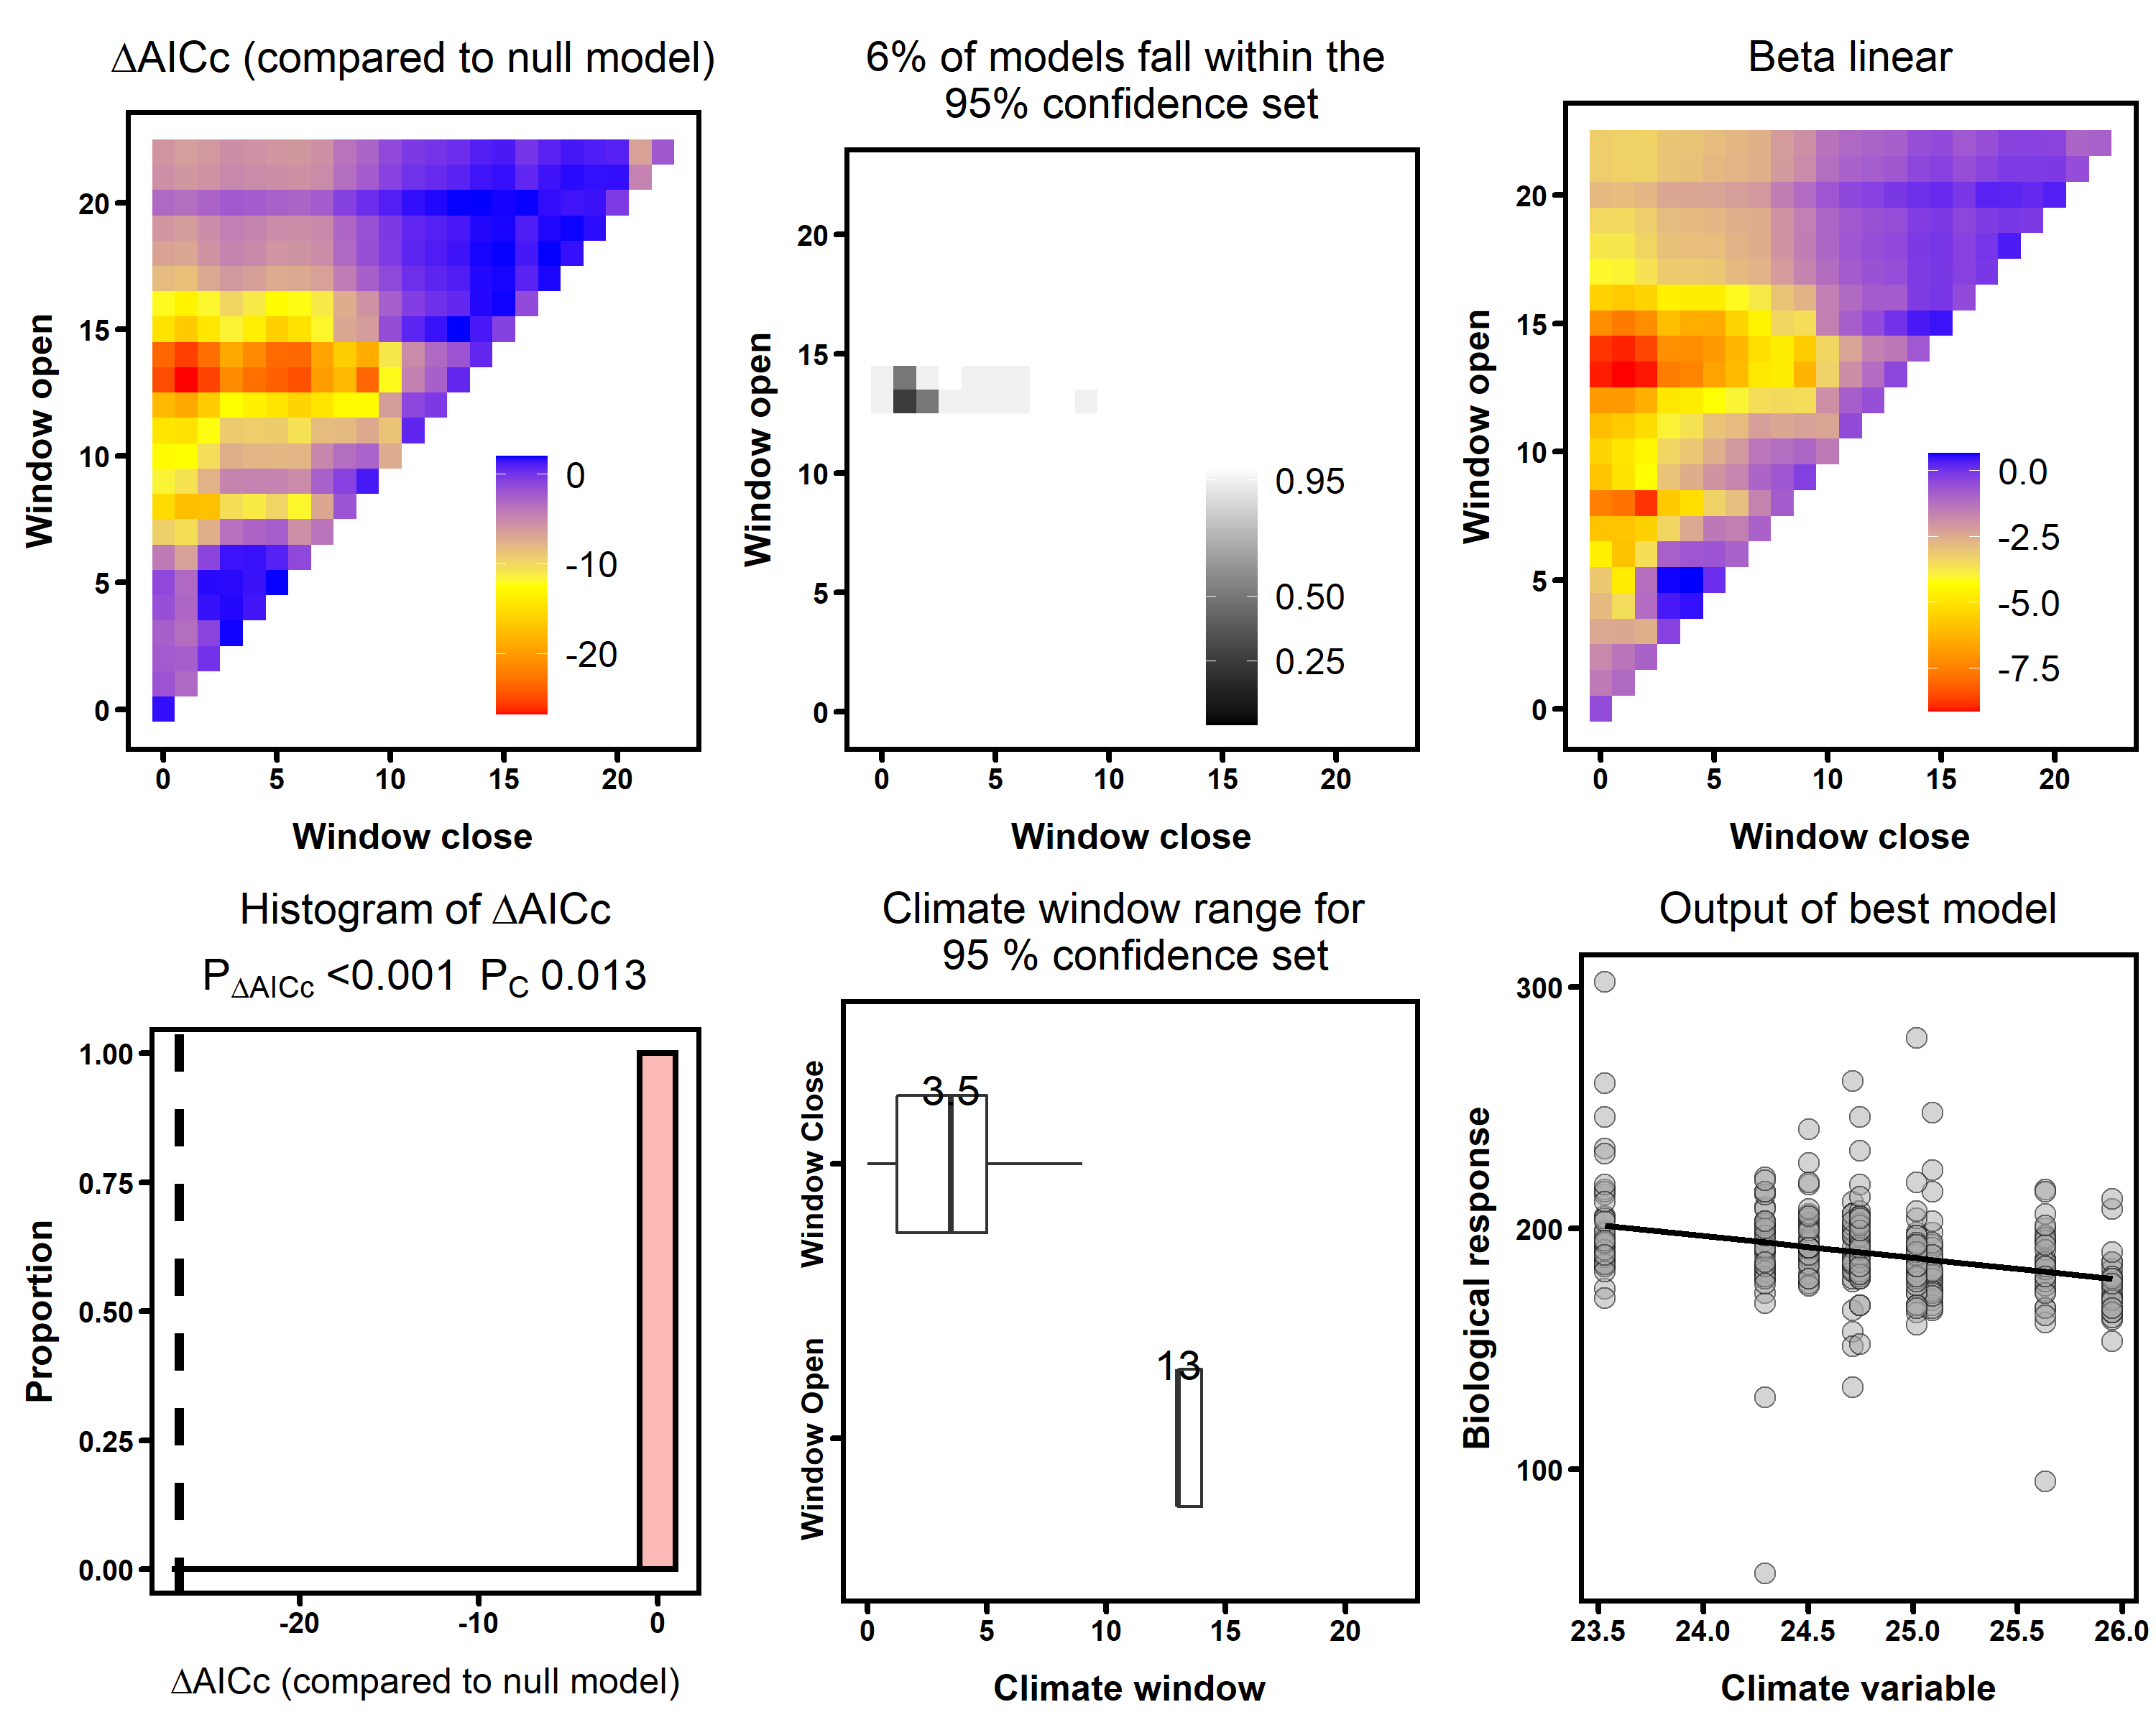 ΔAICc (compared to null model)
20
15
10
5
0
Window open
0
-10
-20
0 5 10 15 20
Window close
6% of models fall within the
95% confidence set
20
15
10
5
0
Window open
0.95
0.50
0.25
0 5 10 15 20
Window close
Beta linear
20
15
10
5
0
Window open
0.0
-2.5
-5.0
-7.5
0 5 10 15 20
Window close
Histogram of ΔAICc
PΔAICc <0.001 PC 0.013
1.00
0.75
0.50
0.25
0.00
Proportion
-20 -10 0
ΔAICc (compared to null model)
Climate window range for
95 % confidence set
Window Close
3.5
Window Open
13
0 5 10 15 20
Climate window
Output of best model
300
200
100
Biological response
23.5 24.0 24.5 25.0 25.5 26.0
Climate variable